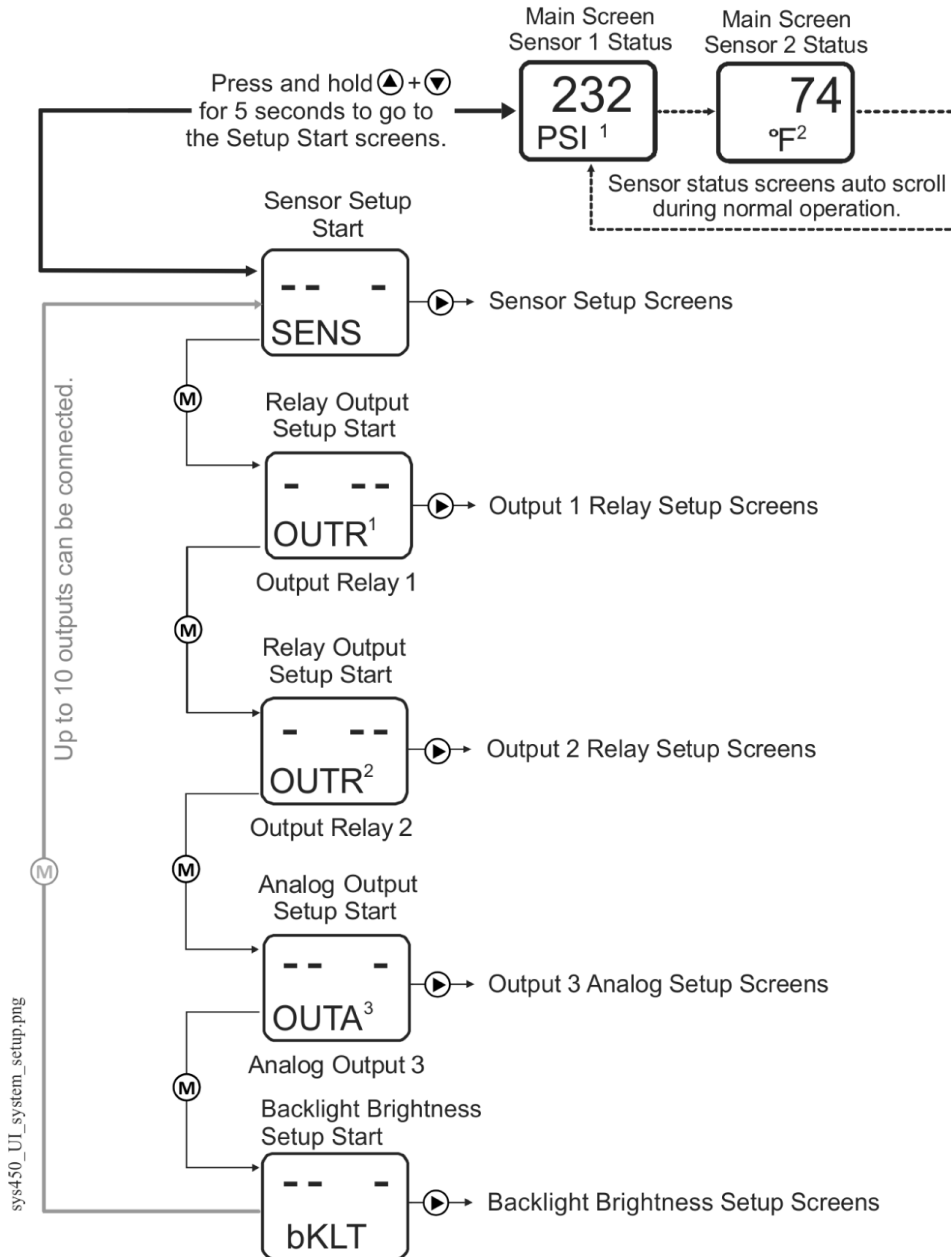 Main Screen
Sensor 1 Status
Main Screen
Sensor 2 Status
Press and hold ▲ + ▼
for 5 seconds to go to
the Setup Start screens.
232
PSI ¹
74
°F²
Sensor status screens auto scroll
during normal operation.
Sensor Setup
Start
-- -
SENS
Sensor Setup Screens
M
Relay Output
Setup Start
- --
OUTR¹
Output 1 Relay Setup Screens
Output Relay 1
M
Relay Output
Setup Start
- --
OUTR²
Output 2 Relay Setup Screens
Output Relay 2
M
Analog Output
Setup Start
-- -
OUTA³
Output 3 Analog Setup Screens
Analog Output 3
M
Backlight Brightness
Setup Start
-- -
bKLT
Backlight Brightness Setup Screens
Up to 10 outputs can be connected.
M
sys450_UI_system_setup.png